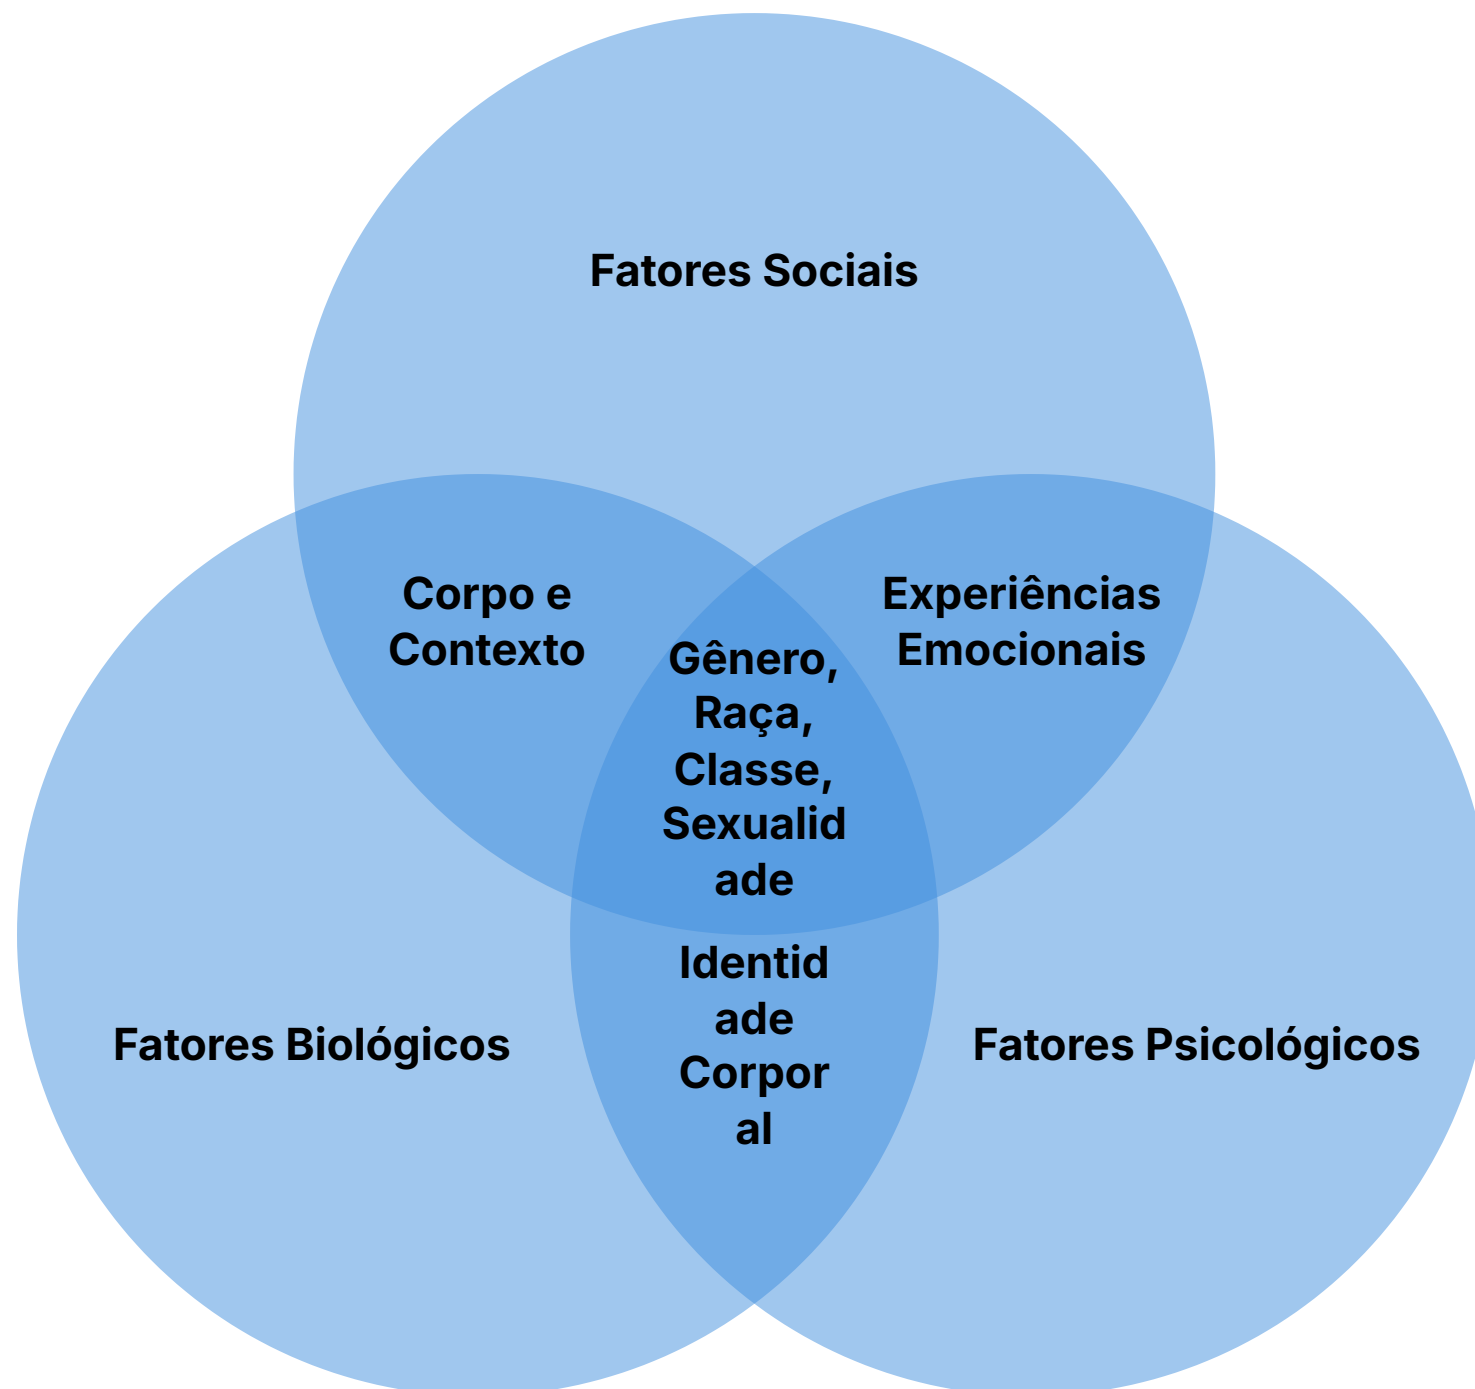 Fatores Sociais
Corpo e
Contexto
Experiências
Emocionais
Gênero,
Raça,
Classe,
Sexualid
ade
Identid
ade
Corpor
al
Fatores Biológicos
Fatores Psicológicos